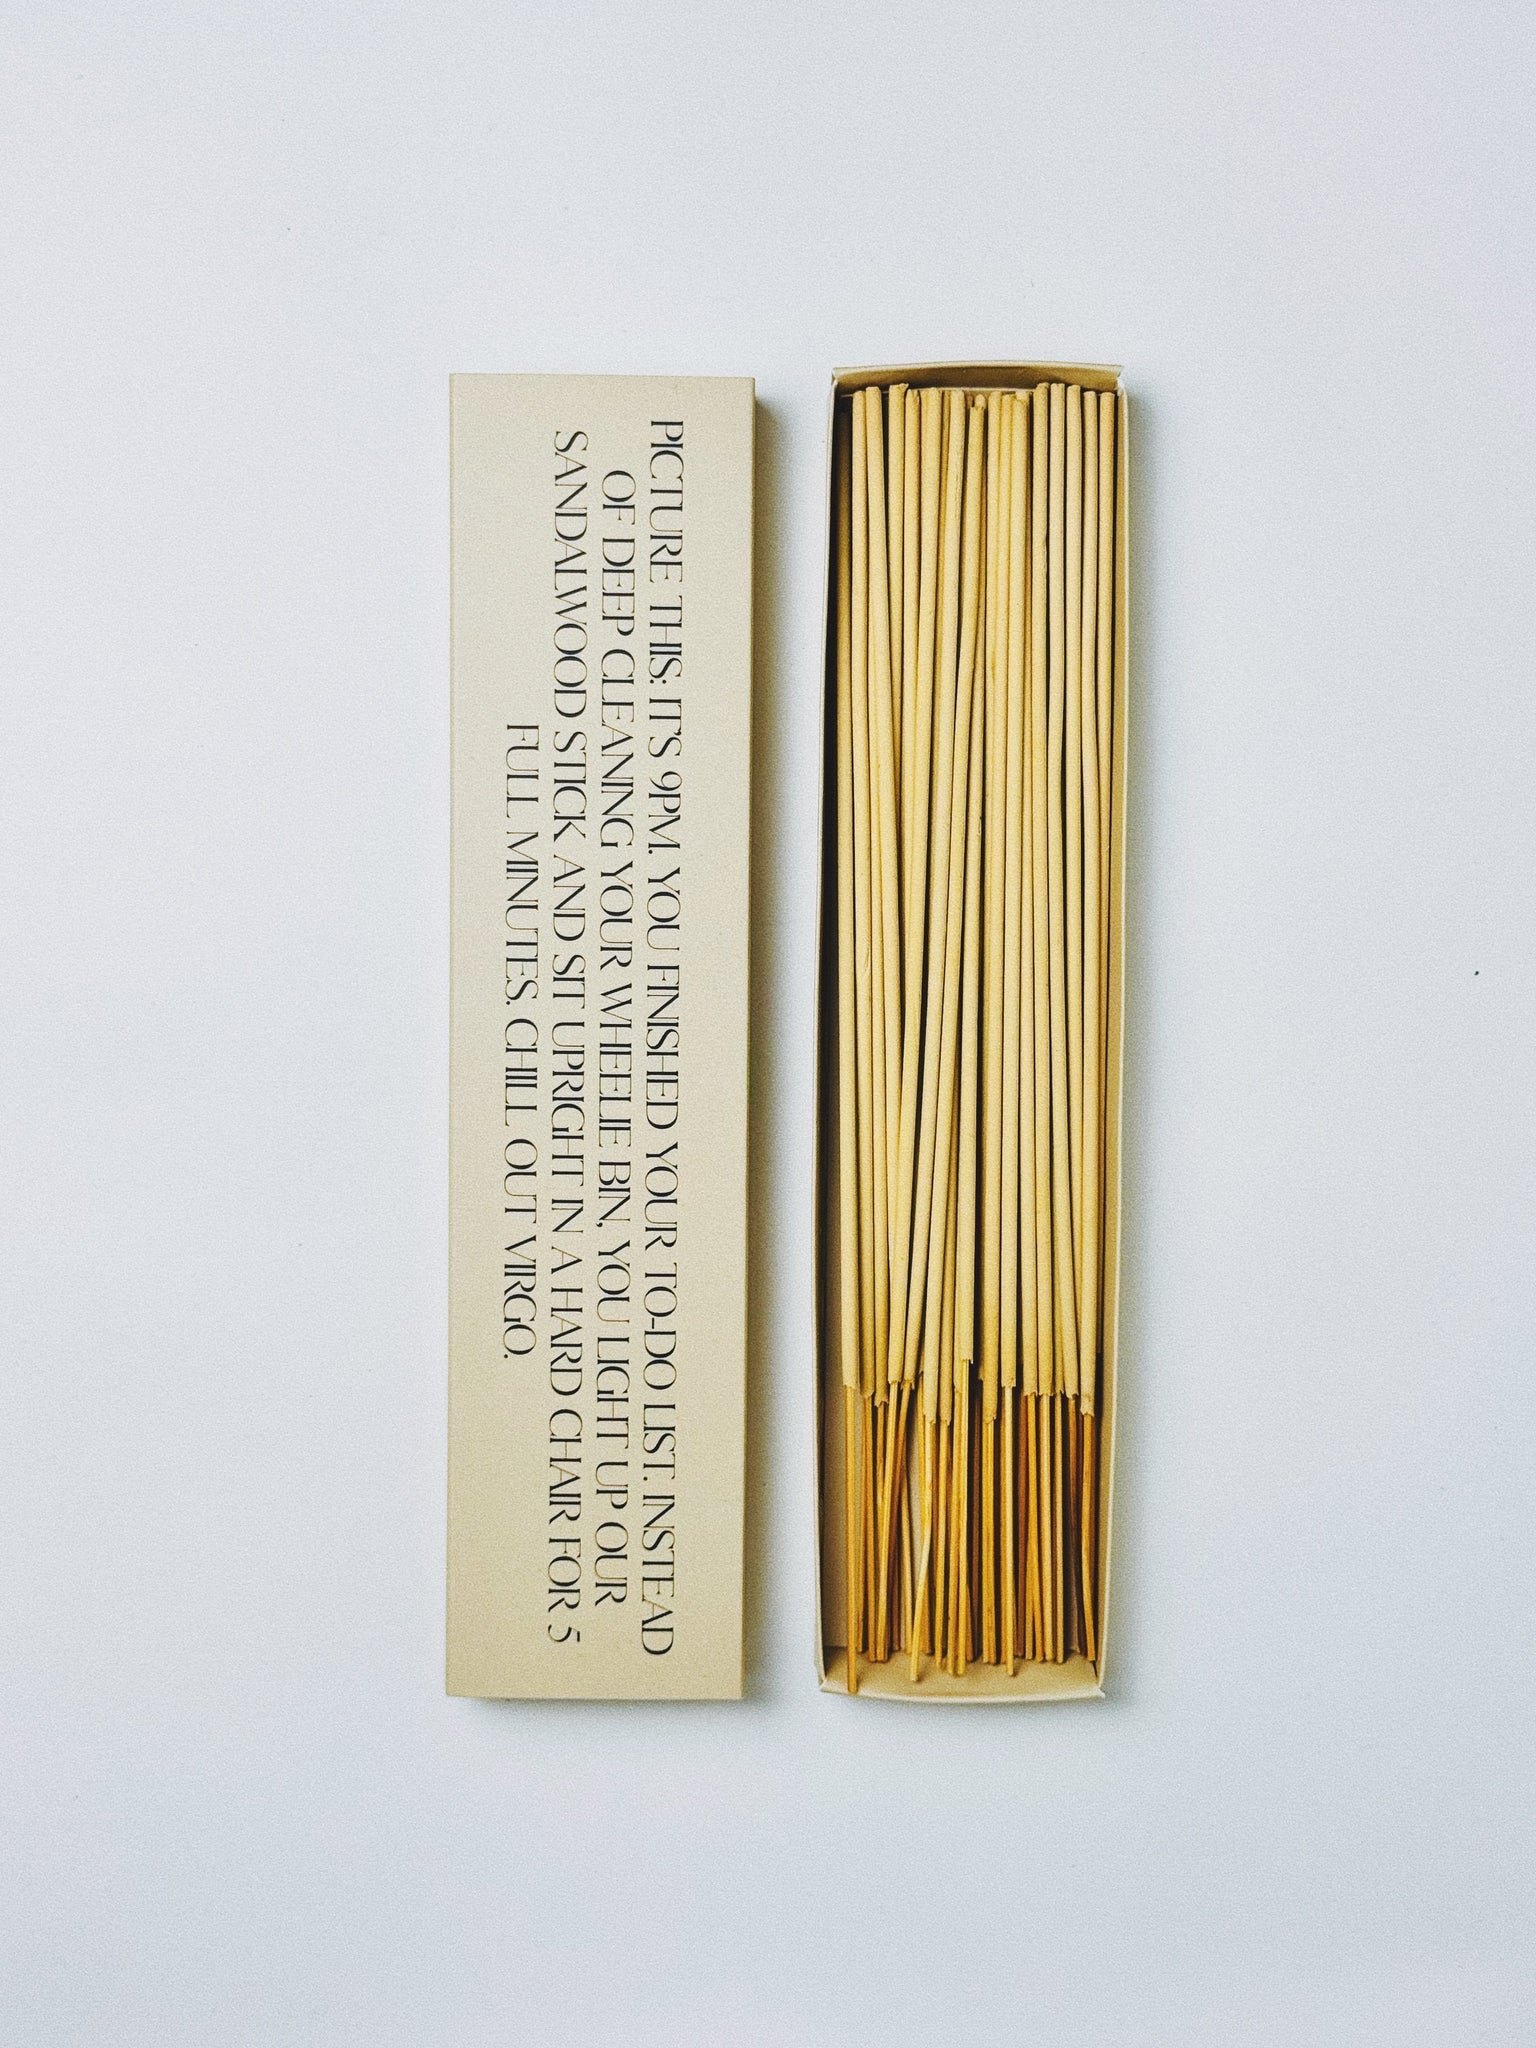 PICTURE THIS: IT'S 9PM. YOU FINISHED YOUR TO-DO LIST. INSTEAD
OF DEEP CLEANING YOUR WHEELIE BIN, YOU LIGHT UP OUR
SANDALWOOD STICK AND SIT UPRIGHT IN A HARD CHAIR FOR 5
FULL MINUTES. CHILL OUT VIRGO.